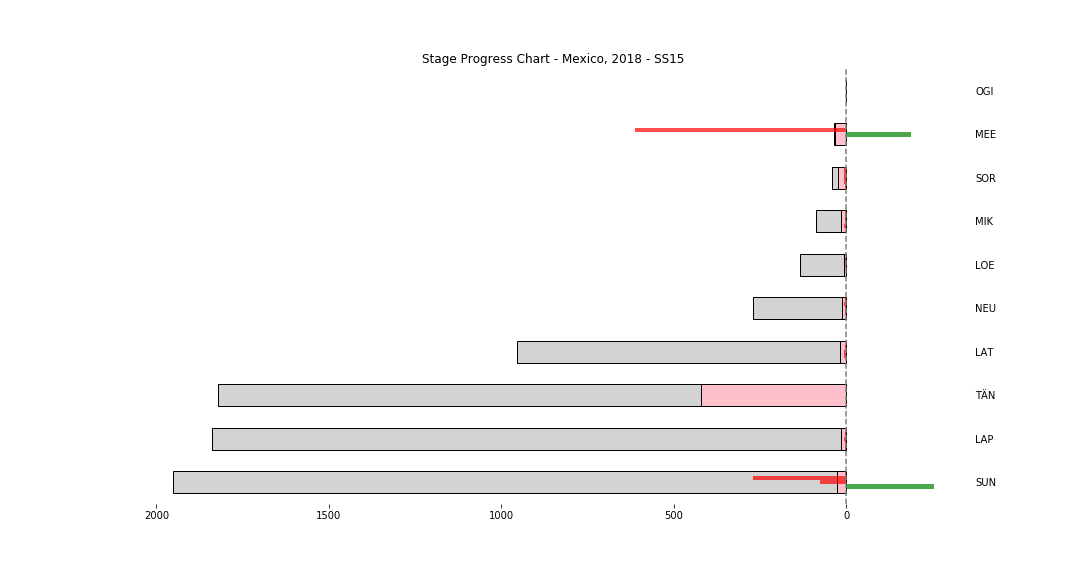 Stage Progress Chart - Mexico, 2018 - SS15
OGI
MEE
SOR
MIK
LOE
NEU
LAT
TÄN
LAP
SUN
2000 1500 1000 500 0